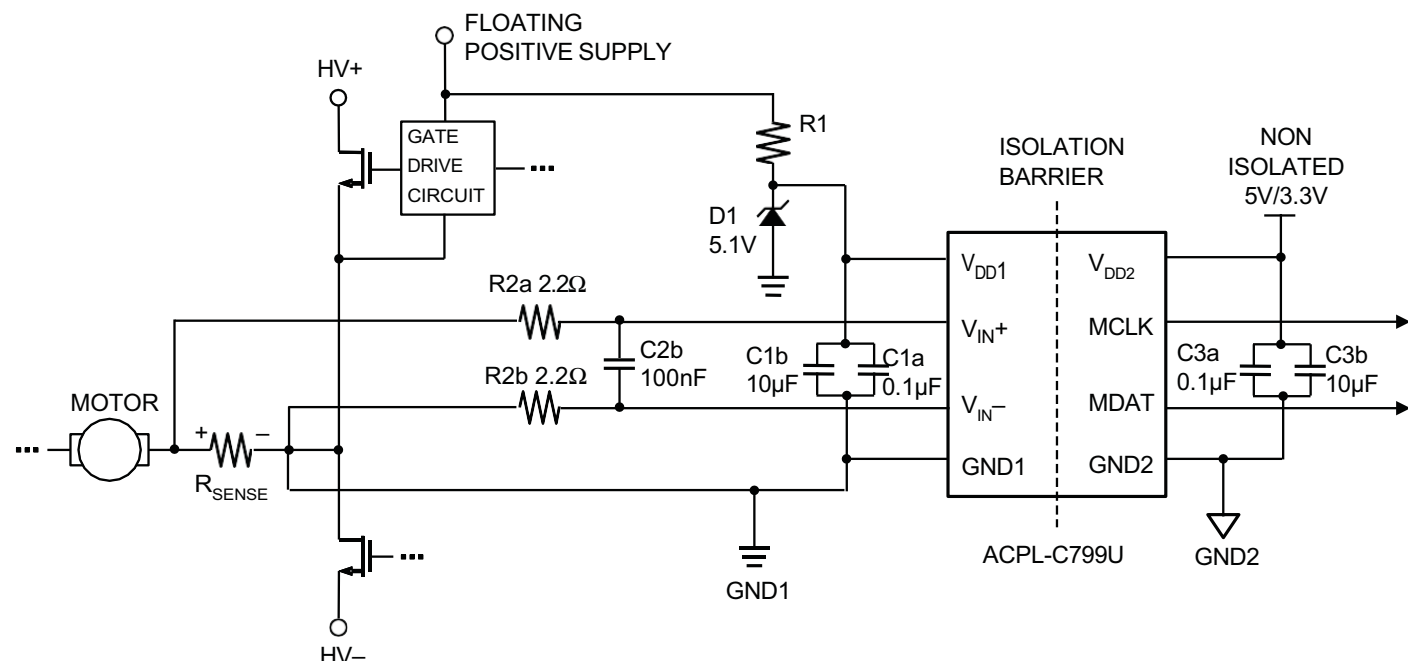 FLOATING
POSITIVE SUPPLY
HV+
GATE
DRIVE
CIRCUIT
R1
ISOLATION
BARRIER
NON
ISOLATED
5V/3.3V
D1
5.1V
VDD1
VDD2
R2a 2.2Ω
VIN+
MCLK
C2b
100nF
C1b
10µF
C1a
0.1µF
C3a
0.1µF
C3b
10µF
R2b 2.2Ω
VIN–
MDAT
MOTOR
+
–
RSENSE
GND1
GND2
GND1
ACPL-C799U
GND2
HV–